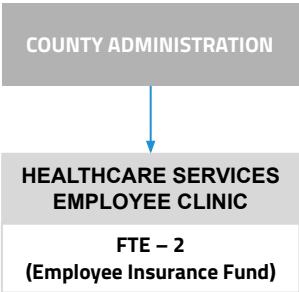 COUNTY ADMINISTRATION
HEALTHCARE SERVICES
EMPLOYEE CLINIC
FTE – 2
(Employee Insurance Fund)